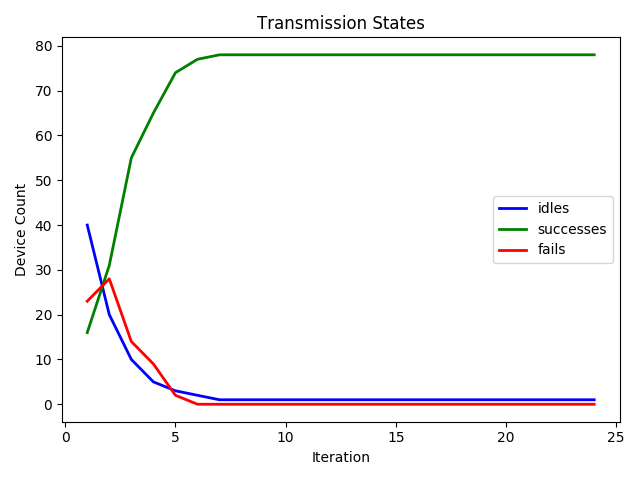 Transmission States
Device Count
80
70
60
50
40
30
20
10
0
idles
successes
fails
0 5 10 15 20 25
Iteration